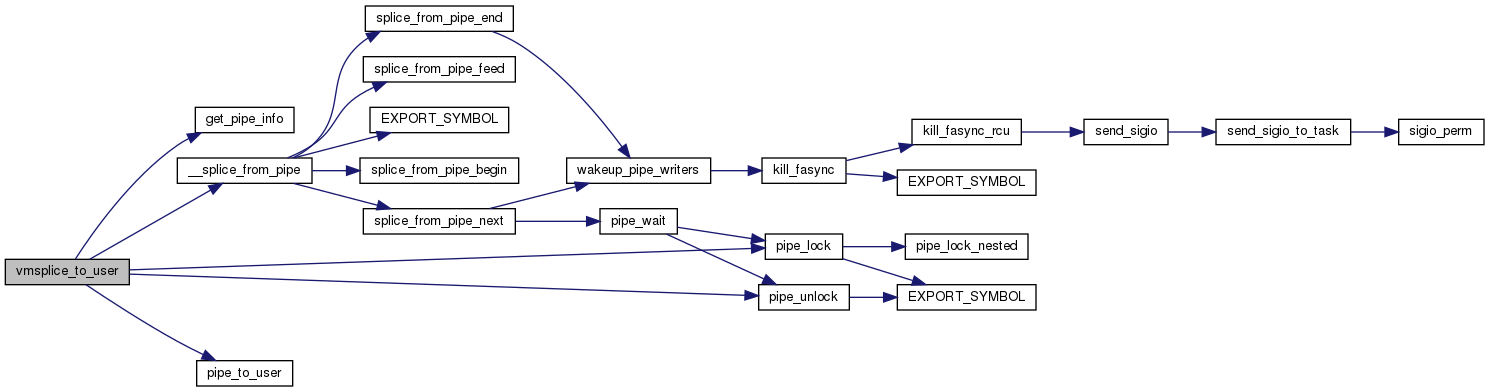 splice_from_pipe_end
splice_from_pipe_feed
get_pipe_info
EXPORT_SYMBOL
kill_fasync_rcu
send_sigio
send_sigio_to_task
sigio_perm
__splice_from_pipe
splice_from_pipe_begin
wakeup_pipe_writers
kill_fasync
EXPORT_SYMBOL
splice_from_pipe_next
pipe_wait
pipe_lock
pipe_lock_nested
vmsplice_to_user
pipe_unlock
EXPORT_SYMBOL
pipe_to_user